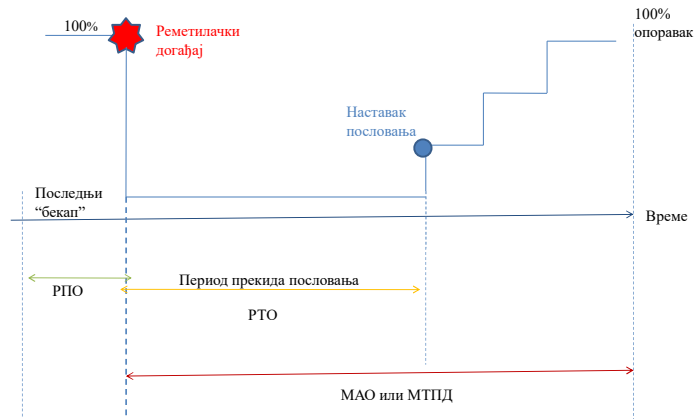 100%
Реметилачки
догађај
100%
опоравак
Наставак
пословања
Последњи
“бекап”
Време
Период прекида пословања
РПО
РТО
МАО или МТПД